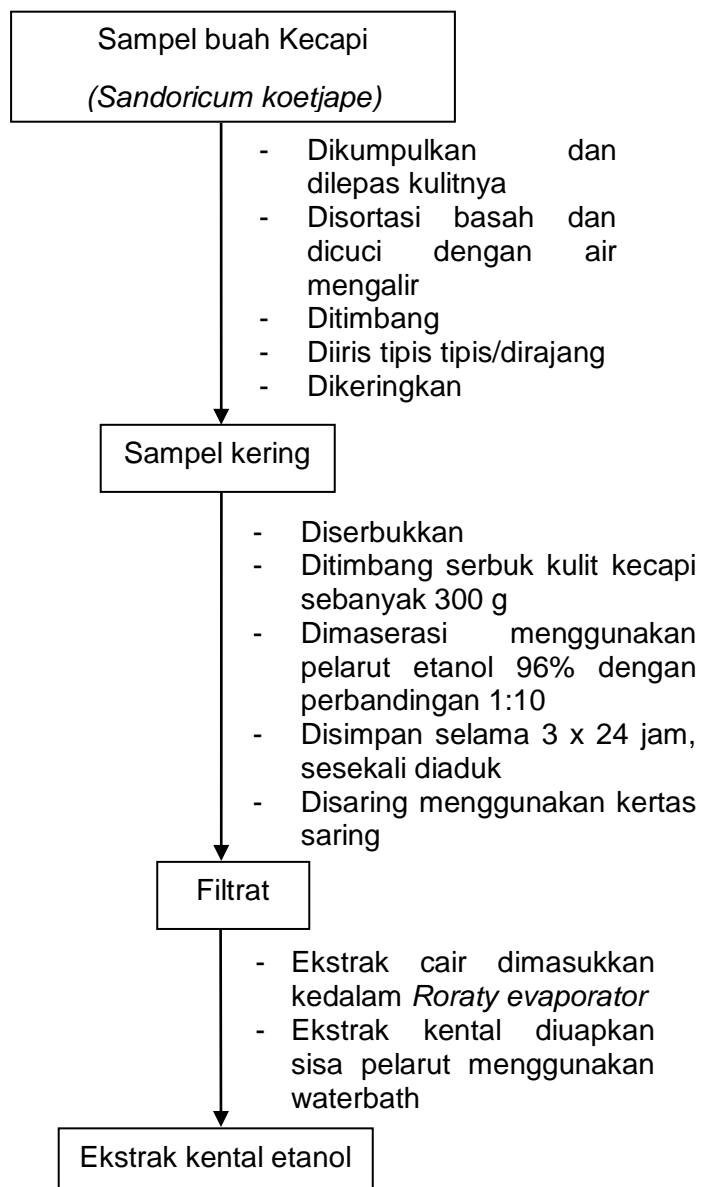 Sampel buah Kecapi
(Sandoricum koetjape)
- Dikumpulkan dan
dilepas kulitnya
- Disortasi basah dan
dicuci dengan air
mengalir
- Ditimbang
- Diiris tipis tipis/dirajang
- Dikeringkan
Sampel kering
- Diserbukkan
- Ditimbang serbuk kulit kecapi
sebanyak 300 g
- Dimaserasi menggunakan
pelarut etanol 96% dengan
perbandingan 1:10
- Disimpan selama 3 x 24 jam,
sesekali diaduk
- Disaring menggunakan kertas
saring
Filtrat
- Ekstrak cair dimasukkan
kedalam Roraty evaporator
- Ekstrak kental diuapkan
sisa pelarut menggunakan
waterbath
Ekstrak kental etanol